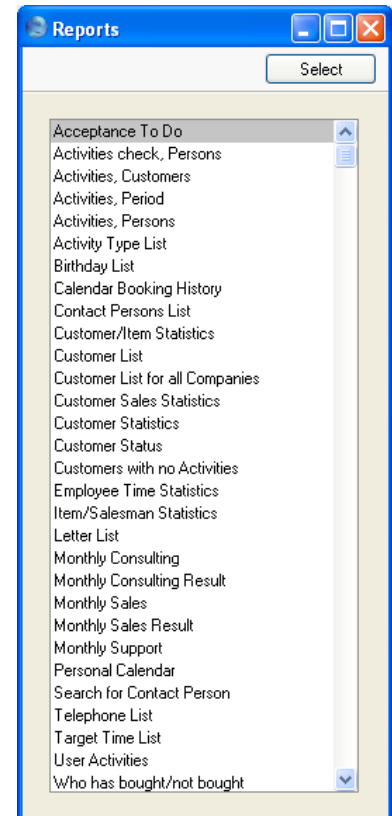 Reports
Select
Acceptance To Do
Activities check, Persons
Activities, Customers
Activities, Period
Activities, Persons
Activity Type List
Birthday List
Calendar Booking History
Contact Persons List
Customer/Item Statistics
Customer List
Customer List for all Companies
Customer Sales Statistics
Customer Statistics
Customer Status
Customers with no Activities
Employee Time Statistics
Item/Salesman Statistics
Letter List
Monthly Consulting
Monthly Consulting Result
Monthly Sales
Monthly Sales Result
Monthly Support
Personal Calendar
Search for Contact Person
Telephone List
Target Time List
User Activities
Who has bought/not bought